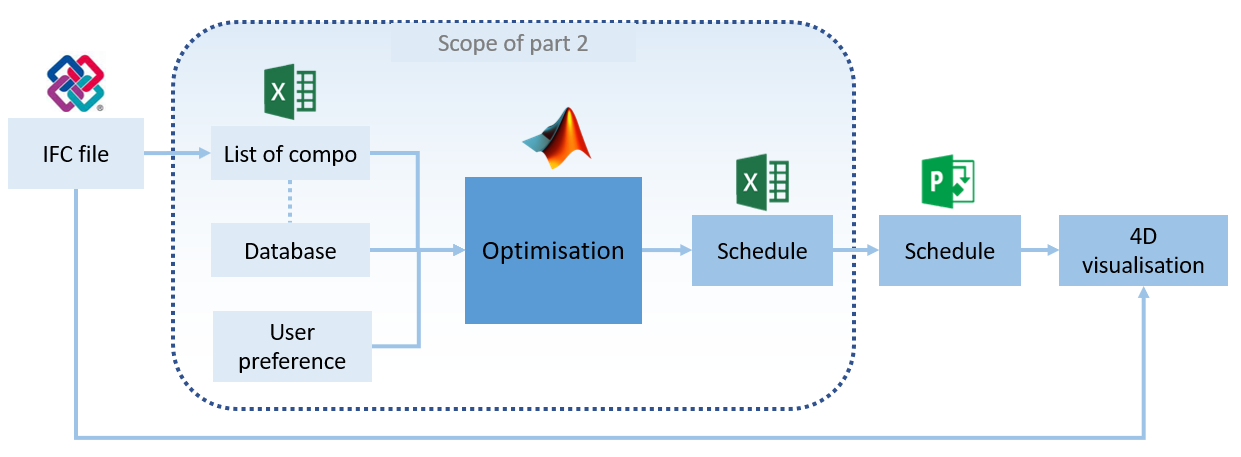 Scope of part 2
IFC file
List of compo
X
Database
User
preference
Optimisation
X
Schedule
P
Schedule
4D
visualisation
®